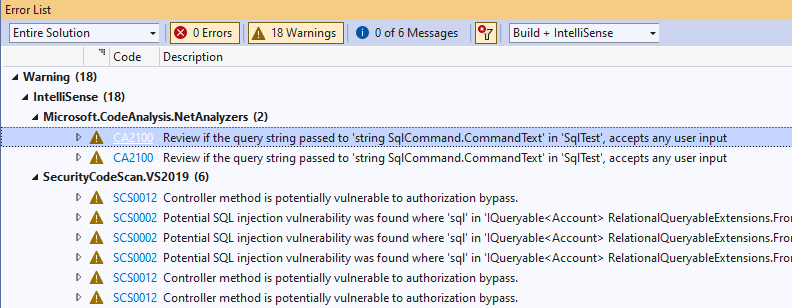 Error List
Entire Solution 0 Errors 18 Warnings 0 of 6 Messages Build + IntelliSense
Code Description
Warning (18)
IntelliSense (18)
Microsoft.CodeAnalysis.NetAnalyzers (2)
CA2100 Review if the query string passed to 'string SqlCommand.CommandText' in 'SqlTest', accepts any user input
CA2100 Review if the query string passed to 'string SqlCommand.CommandText' in 'SqlTest', accepts any user input
SecurityCodeScan.VS2019 (6)
SCS0012 Controller method is potentially vulnerable to authorization bypass.
SCS0002 Potential SQL injection vulnerability was found where 'sql' in 'IQueryable<Account> RelationalQueryableExtensions.Fro
SCS0002 Potential SQL injection vulnerability was found where 'sql' in 'IQueryable<Account> RelationalQueryableExtensions.Fro
SCS0002 Potential SQL injection vulnerability was found where 'sql' in 'IQueryable<Account> RelationalQueryableExtensions.Fro
SCS0012 Controller method is potentially vulnerable to authorization bypass.
SCS0012 Controller method is potentially vulnerable to authorization bypass.